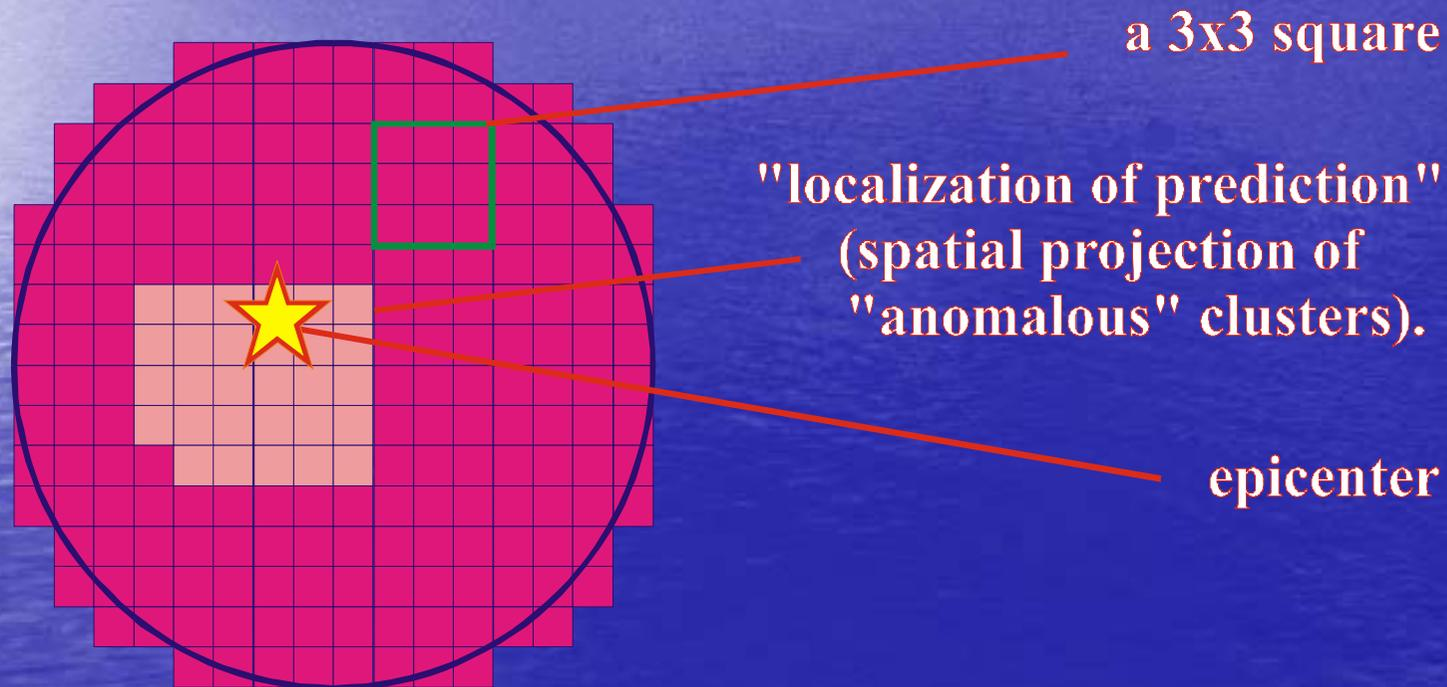 a 3x3 square
"localization of prediction"
(spatial projection of
"anomalous" clusters).
epicenter